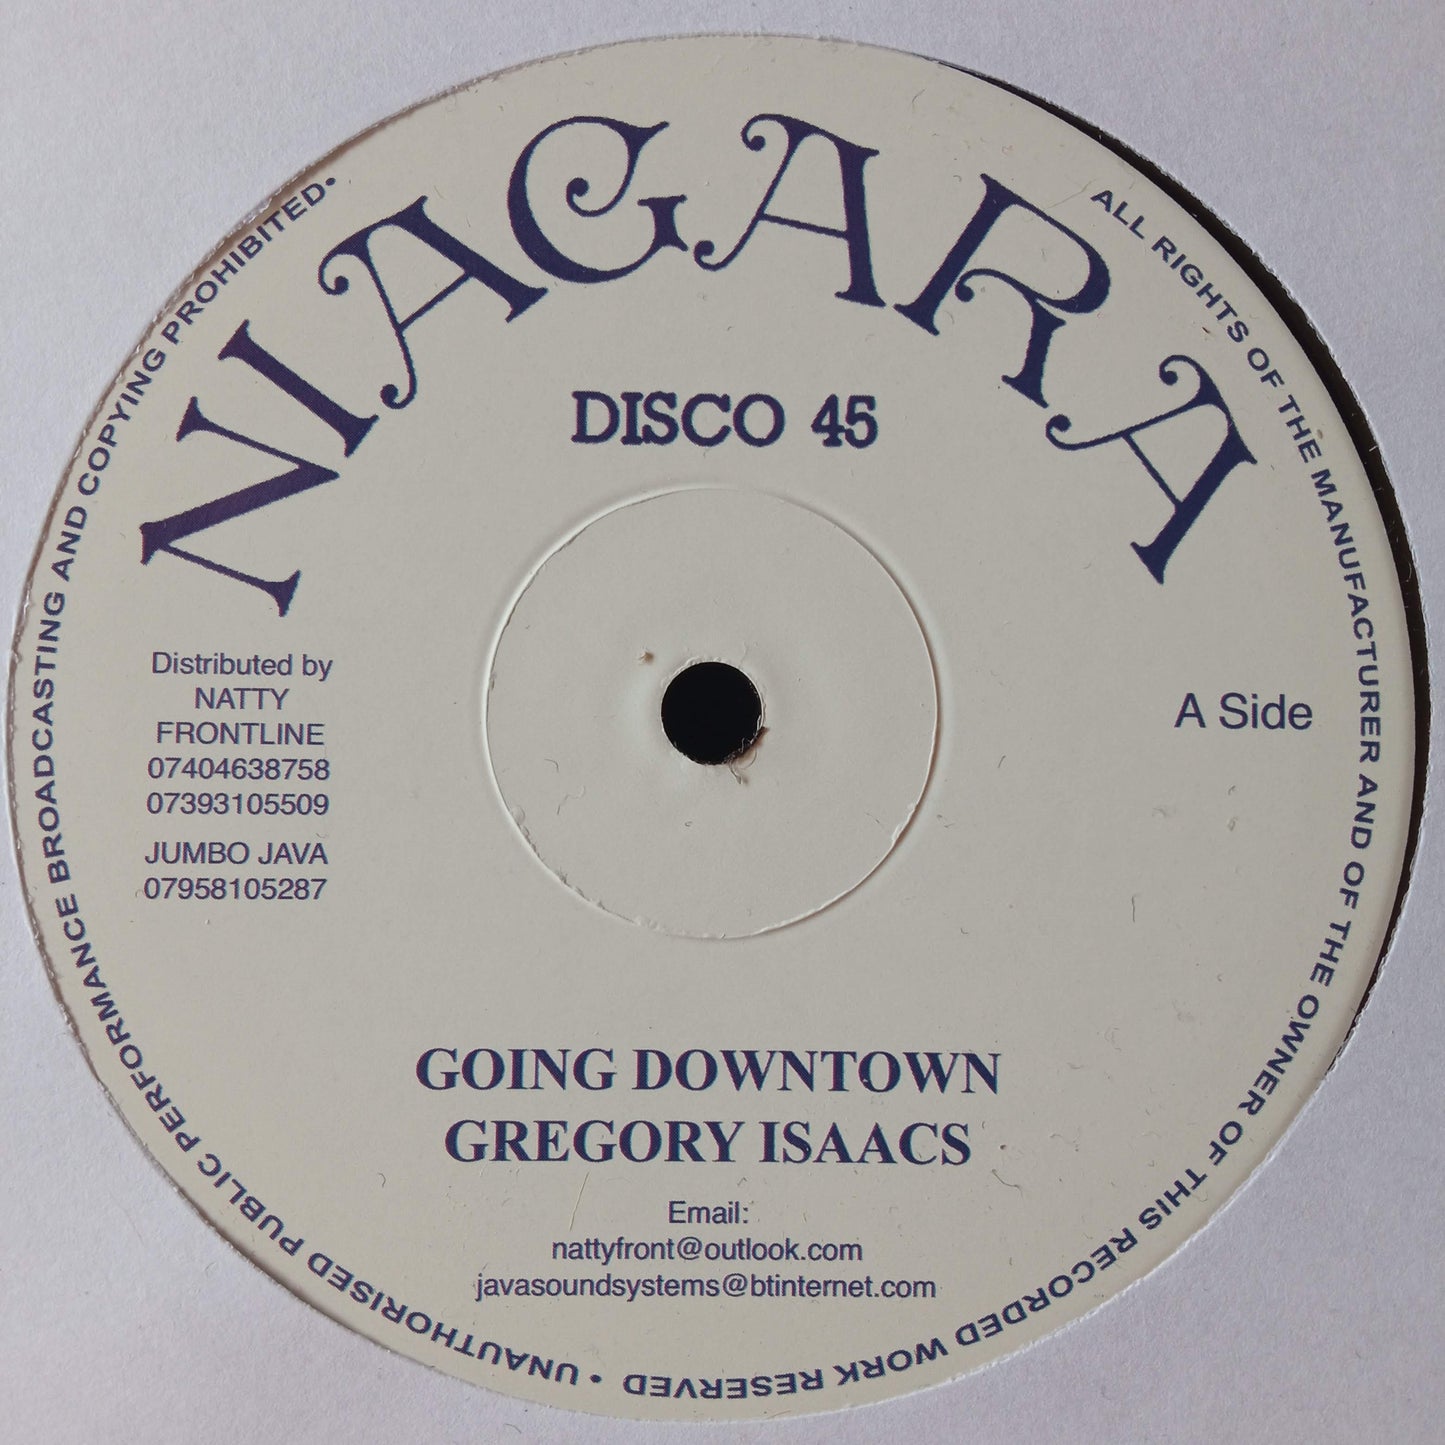 NIAGARA
DISCO 45
Distributed by
NATTY
FRONTLINE
07404638758
07393105509
JUMBO JAVA
07958105287
A Side
GOING DOWNTOWN
GREGORY ISAACS
Email:
nattyfront@outlook.com
javasoundsystems@btinternet.com
ALL RIGHTS OF THE MANUFACTURER AND OF THE OWNER OF THIS RECORDED WORK RESERVED • UNAUTHORISED PUBLIC PERFORMANCE BROADCASTING AND COPYING PROHIBITED•